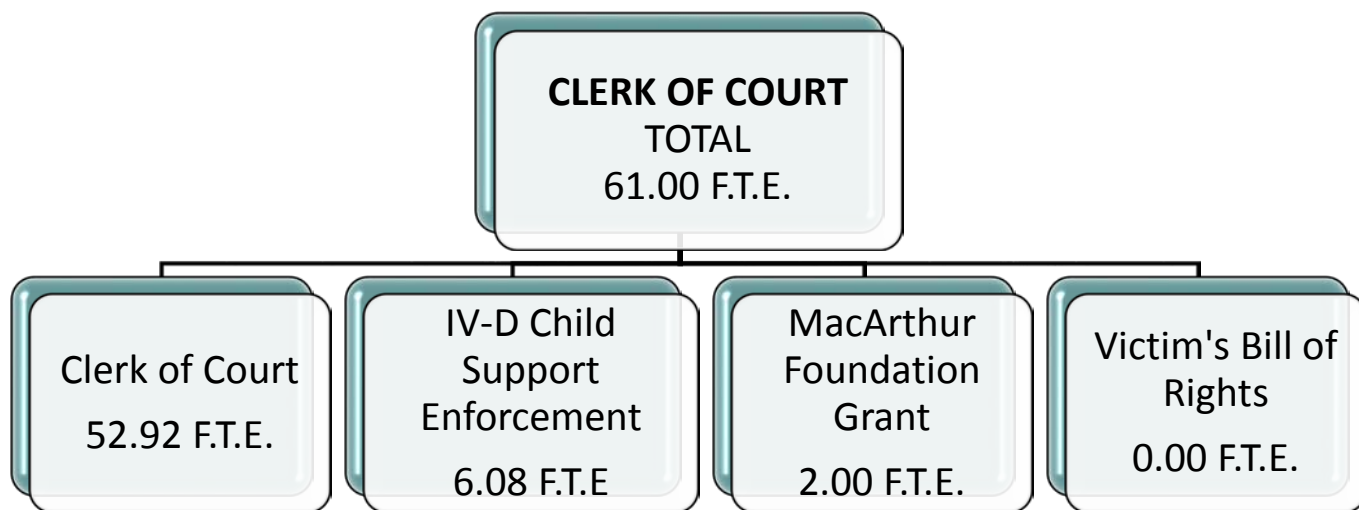 CLERK OF COURT
TOTAL
61.00 F.T.E.
Clerk of Court
52.92 F.T.E.
IV-D Child
Support
Enforcement
6.08 F.T.E
MacArthur
Foundation
Grant
2.00 F.T.E.
Victim's Bill of
Rights
0.00 F.T.E.